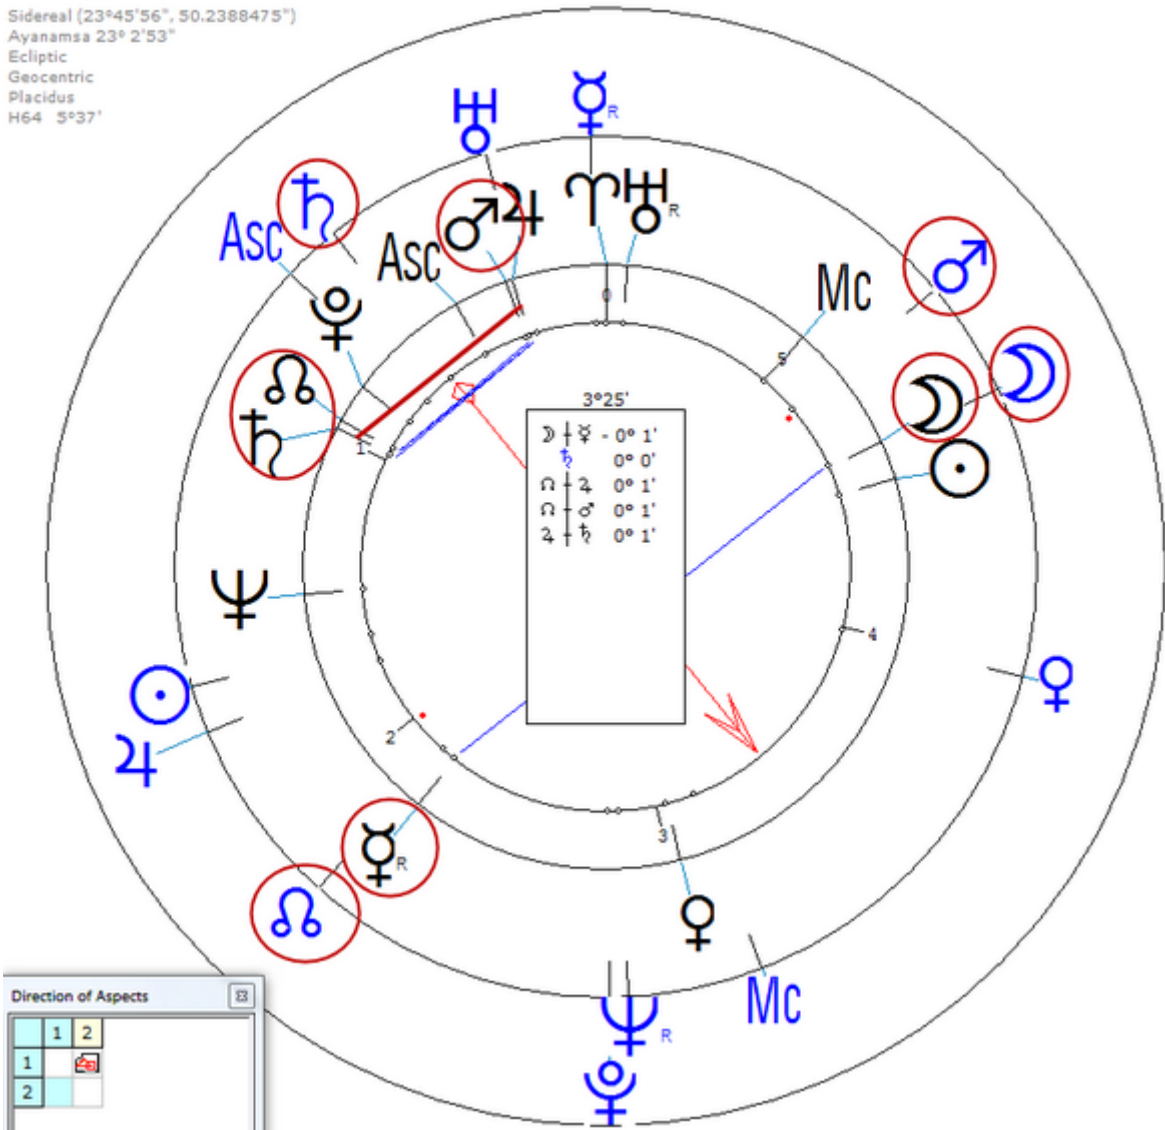 Sidereal (23°45'56", 50.2388475")
Ayanamsa 23° 2'53"
Ecliptic
Geocentric
Placidus
H64 5°37'
♅ ☿ R
♄
Asc
♂ ♃ ♈ ♅ R
Asc
♂
Mc
♇
0
☽
☊
5
☽
♄
1
☉
3°25'
☽ ┼ ☿ - 0° 1'
♄ 0° 0'
☊ ┼ ♃ 0° 1'
☊ ┼ ♂ 0° 1'
♃ ┼ ♄ 0° 1'
♆
4
☉
♀
♃
2
☿ R
3
☊
♀
Mc
♆ R
♇
Direction of Aspects
1 2
1
2